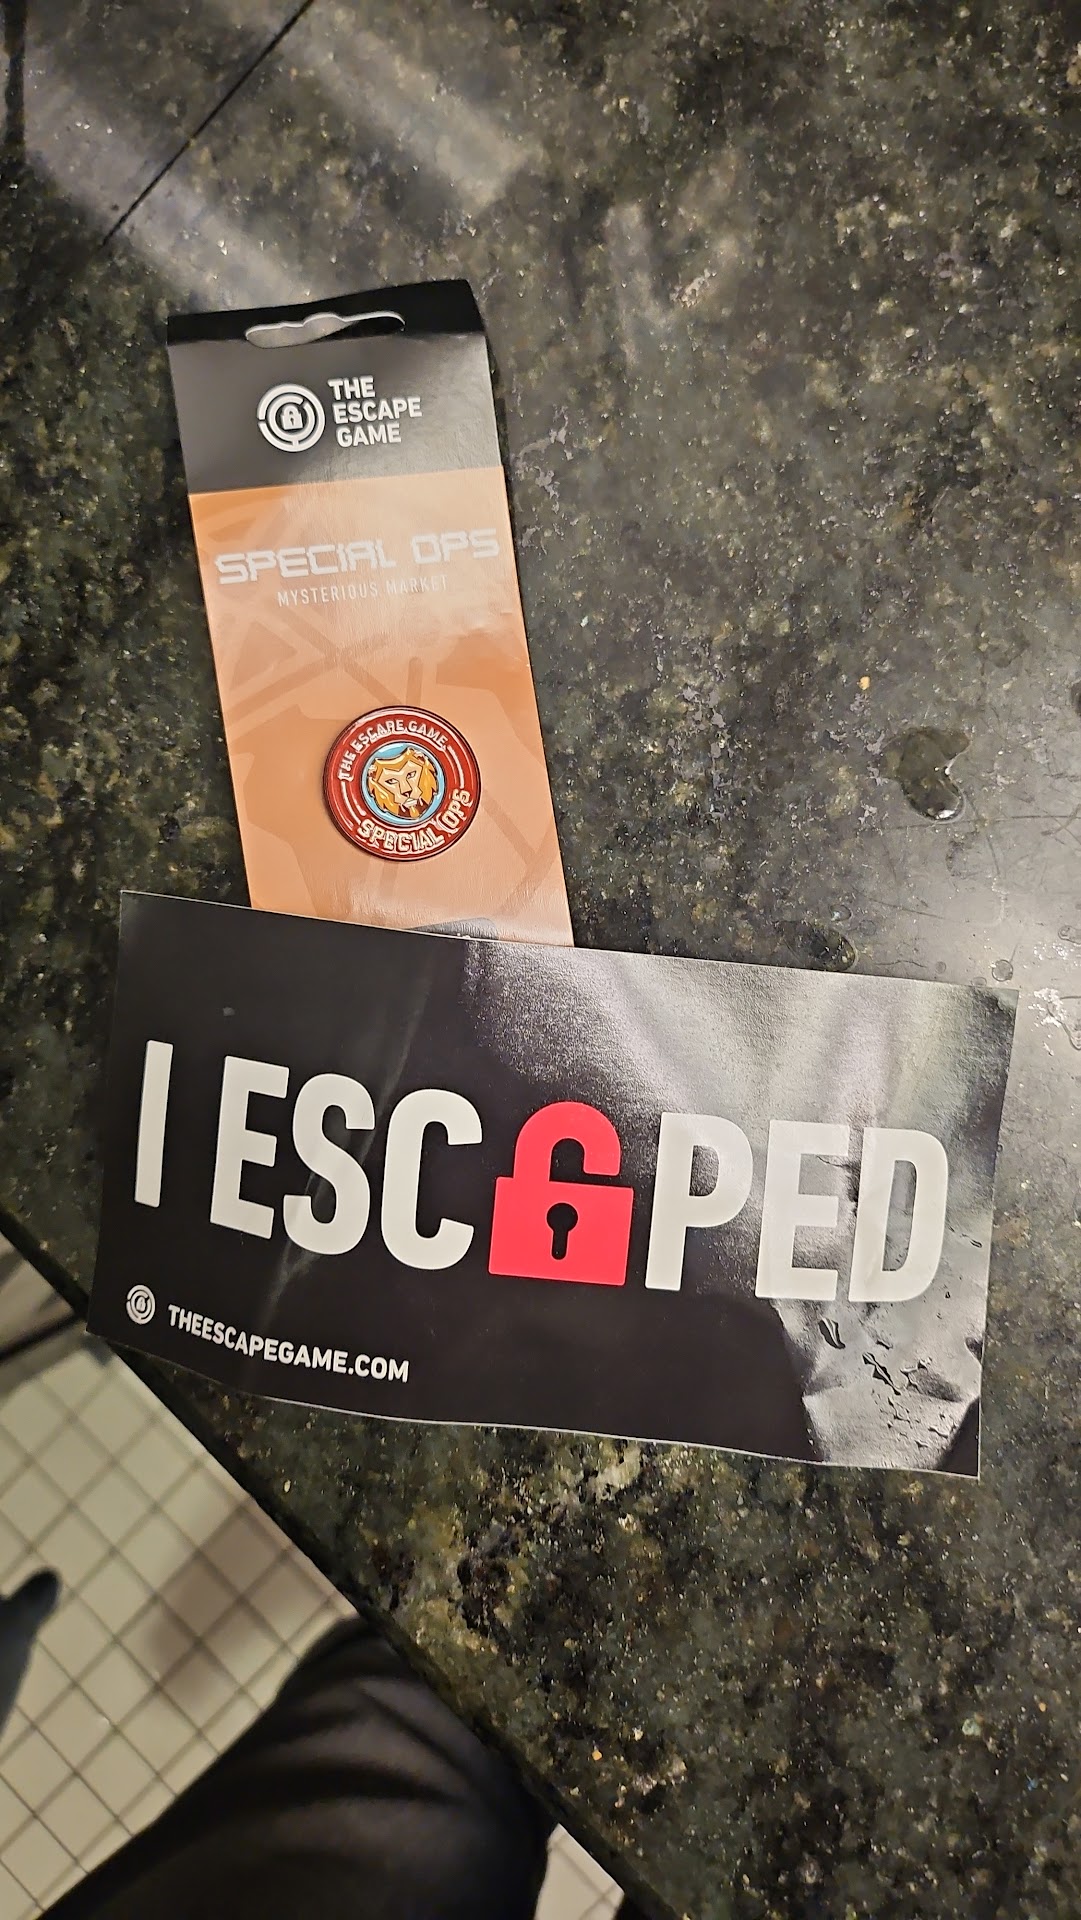 THE
ESCAPE
GAME
SPECIAL OPS
MYSTERIOUS MARKET
THE ESCAPE GAME
SPECIAL OPS
I ESCAPED
THEESCAPEGAME.COM